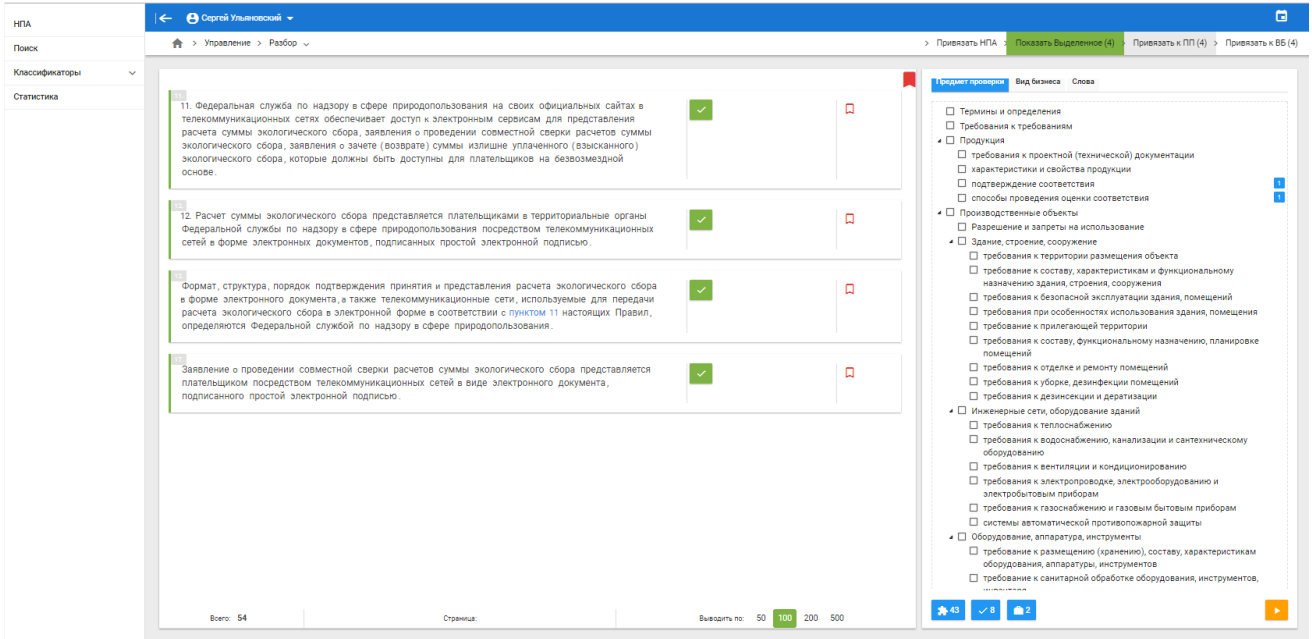 НПА
Поиск
Классификаторы
Статистика
Сергей Ульяновский
Управление > Разбор
> Привязать НПА > Показать Выделенное (4) > Привязать к ПП (4) > Привязать к ВБ (4)
11. Федеральная служба по надзору в сфере природопользования на своих официальных сайтах в
телекоммуникационных сетях обеспечивает доступ к электронным сервисам для представления
расчета суммы экологического сбора, заявления о проведении совместной сверки расчетов суммы
экологического сбора, заявления о зачете (возврате) суммы излишне уплаченного (взысканного)
экологического сбора, которые должны быть доступны для плательщиков на безвозмездной
основе.
12. Расчет суммы экологического сбора представляется плательщиками в территориальные органы
Федеральной службы по надзору в сфере природопользования посредством телекоммуникационных
сетей в форме электронных документов, подписанных простой электронной подписью.
Формат, структура, порядок подтверждения принятия и представления расчета экологического сбора
в форме электронного документа, а также телекоммуникационные сети, используемые для передачи
расчета экологического сбора в электронной форме в соответствии с пунктом 11 настоящих Правил,
определяются Федеральной службой по надзору в сфере природопользования.
Заявление о проведении совместной сверки расчетов суммы экологического сбора представляется
плательщиком посредством телекоммуникационных сетей в виде электронного документа,
подписанного простой электронной подписью.
Всего: 54
Страница:
Выводить по: 50 100 200 500
Предмет проверки Вид бизнеса Слова
Термины и определения
Требования к требованиям
Продукция
требования к проектной (технической) документации
характеристики и свойства продукции
подтверждение соответствия 1
способы проведения оценки соответствия 1
Производственные объекты
Разрешение и запреты на использование
Здание, строение, сооружение
требования к территории размещения объекта
требование к составу, характеристикам и функциональному
назначению здания, строения, сооружения
требования к безопасной эксплуатации здания, помещений
требования при особенностях использования здания, помещения
требование к прилегающей территории
требования к составу, функциональному назначению, планировке
помещений
требования к отделке и ремонту помещений
требования к уборке, дезинфекции помещений
требования к дезинсекции и дератизации
Инженерные сети, оборудование зданий
требования к теплоснабжению
требования к водоснабжению, канализации и сантехническому
оборудованию
требования к вентиляции и кондиционированию
требования к электропроводке, электрооборудованию и
электробытовым приборам
требования к газоснабжению и газовым бытовым приборам
системы автоматической противопожарной защиты
Оборудование, аппаратура, инструменты
требование к размещению (хранению), составу, характеристикам
оборудования, аппаратуры, инструментов
требование к санитарной обработке оборудования, инструментов,
43 8 2